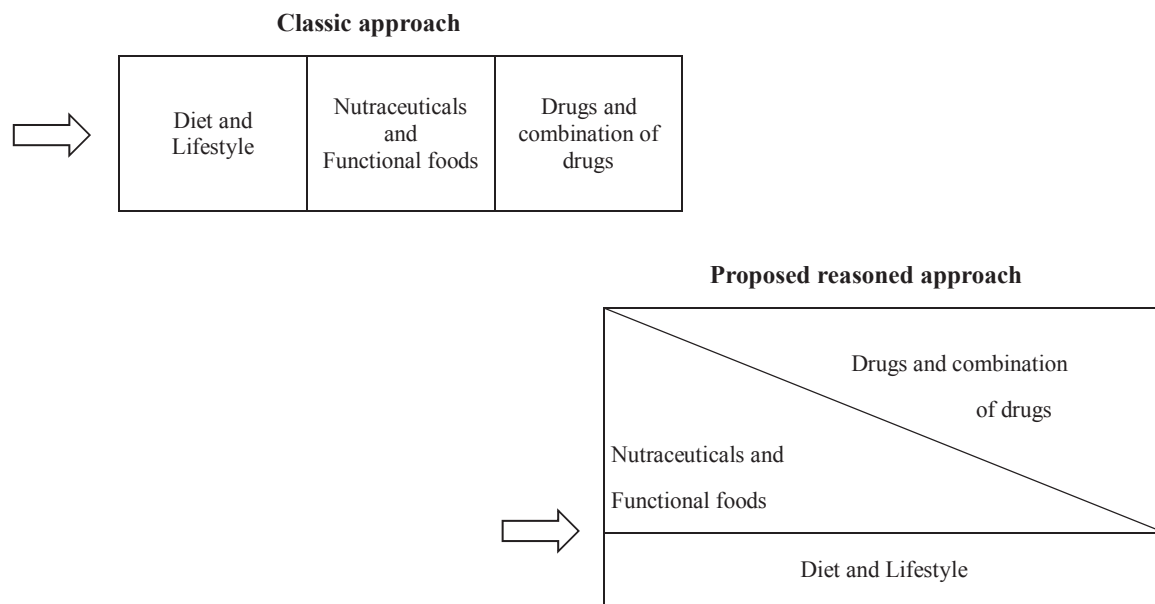 Classic approach
Diet and
Lifestyle
Nutraceuticals
and
Functional foods
Drugs and
combination of
drugs
Proposed reasoned approach
Drugs and combination
of drugs
Nutraceuticals and
Functional foods
Diet and Lifestyle